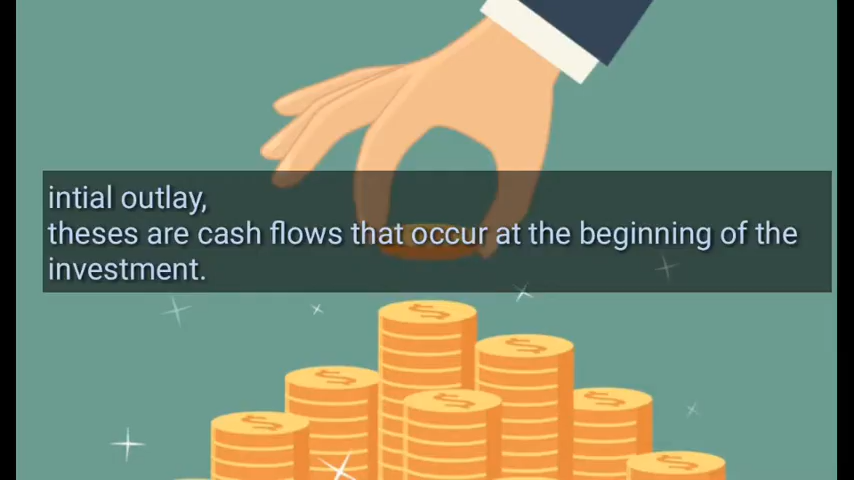 intial outlay,
theses are cash flows that occur at the beginning of the
investment.